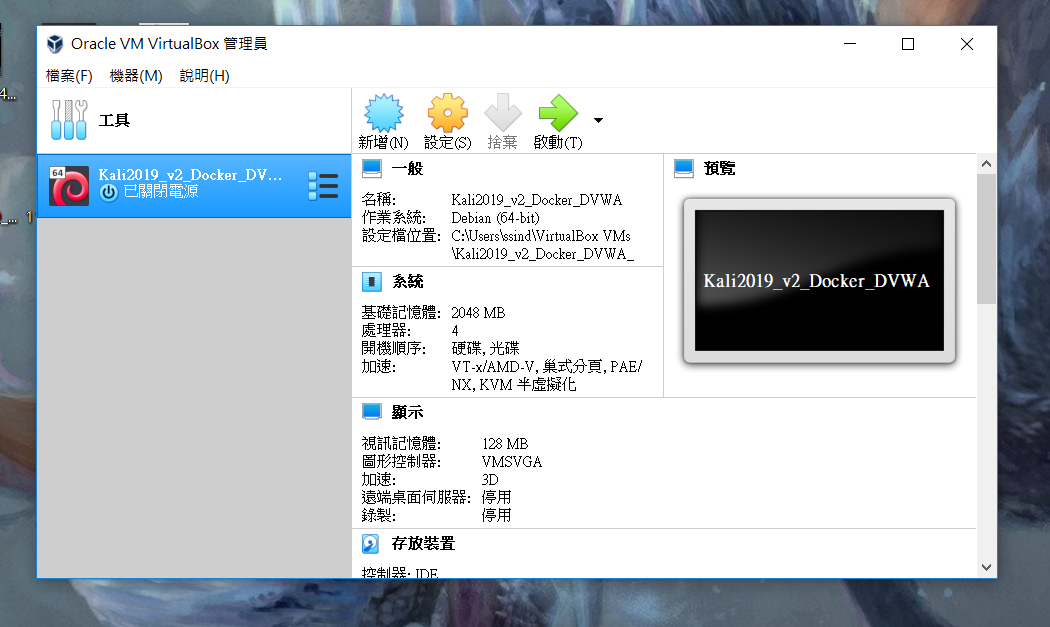 Oracle VM VirtualBox 管理員
檔案(F) 機器(M) 說明(H)
4...
工具
新增(N) 設定(S) 捨棄 啟動(T)
64
Kali2019_v2_Docker_DV...
已關閉電源
_... 1
一般
名稱: Kali2019_v2_Docker_DVWA
作業系統: Debian (64-bit)
設定檔位置: C:\Users\ssind\VirtualBox VMs
\Kali2019_v2_Docker_DVWA_
預覽
Kali2019_v2_Docker_DVWA
系統
基礎記憶體: 2048 MB
處理器: 4
開機順序: 硬碟, 光碟
加速: VT-x/AMD-V, 巢式分頁, PAE/
NX, KVM 半虛擬化
顯示
視訊記憶體: 128 MB
圖形控制器: VMSVGA
加速: 3D
遠端桌面伺服器: 停用
錄製: 停用
存放裝置
控制器: IDE